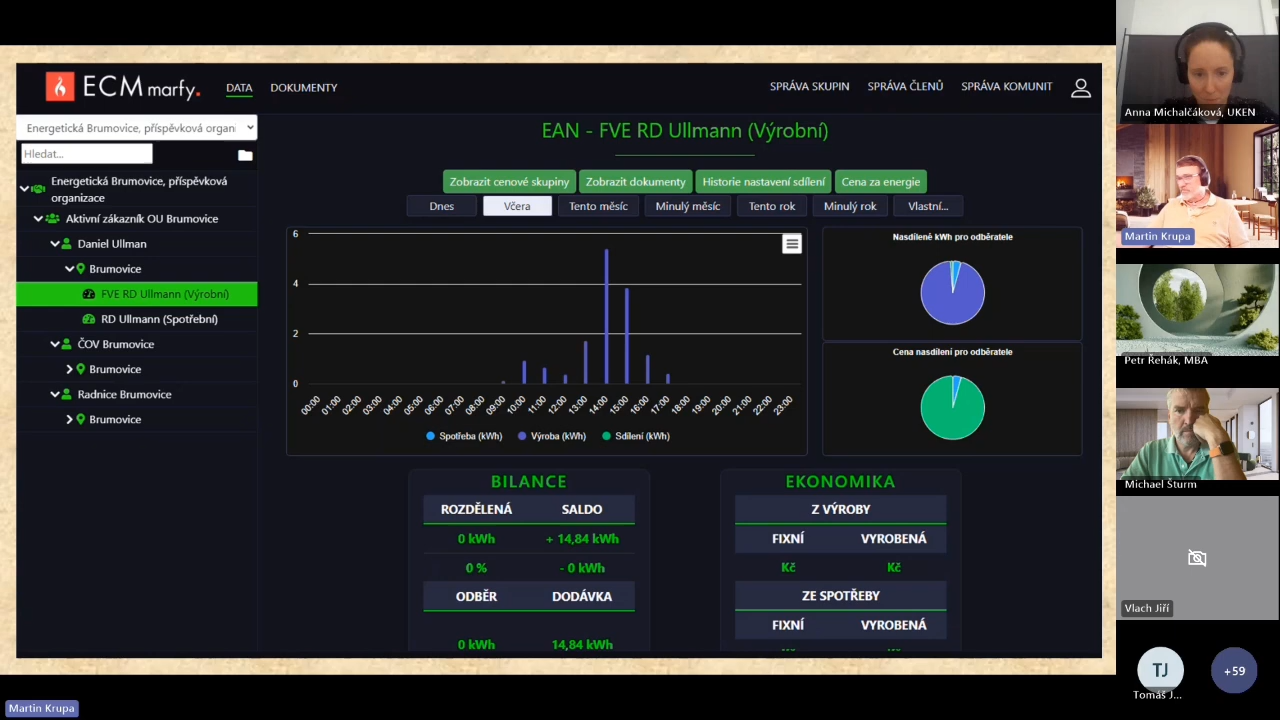 ECM marfy.
DATA
DOKUMENTY
SPRÁVA SKUPIN
SPRÁVA ČLENŮ
SPRÁVA KOMUNIT
Energetická Brumovice, příspěvková organi
Hledat...
Energetická Brumovice, příspěvková
organizace
Aktivní zákazník OU Brumovice
Daniel Ullman
Brumovice
FVE RD Ullmann (Výrobní)
RD Ullmann (Spotřební)
ČOV Brumovice
Brumovice
Radnice Brumovice
Brumovice
EAN - FVE RD Ullmann (Výrobní)
Zobrazit cenové skupiny
Zobrazit dokumenty
Historie nastavení sdílení
Cena za energie
Dnes
Včera
Tento měsíc
Minulý měsíc
Tento rok
Minulý rok
Vlastní...
6
4
2
0
00:00
01:00
02:00
03:00
04:00
05:00
06:00
07:00
08:00
09:00
10:00
11:00
12:00
13:00
14:00
15:00
16:00
17:00
18:00
19:00
20:00
21:00
22:00
23:00
Spotřeba (kWh)
Výroba (kWh)
Sdílení (kWh)
Nasdílené kWh pro odběratele
Cena nasdílení pro odběratele
BILANCE
ROZDĚLENÁ SALDO
0 kWh + 14,84 kWh
0 % - 0 kWh
ODBĚR DODÁVKA
0 kWh 14,84 kWh
EKONOMIKA
Z VÝROBY
FIXNÍ VYROBENÁ
Kč Kč
ZE SPOTŘEBY
FIXNÍ VYROBENÁ
Anna Michalčáková, UKEN
Martin Krupa
Petr Řehák, MBA
Michael Šturm
Vlach Jiří
TJ
Tomáš J...
+59
Martin Krupa